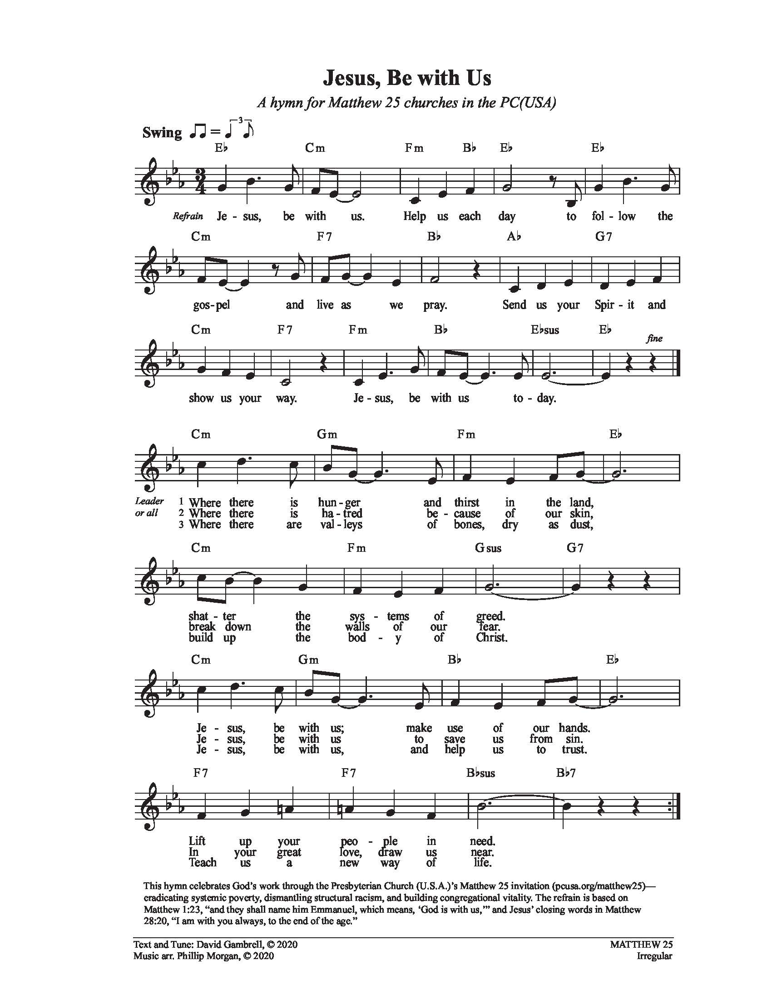 Jesus, Be with Us
A hymn for Matthew 25 churches in the PC(USA)
Swing = 3
E♭ Cm Fm B♭ E♭ E♭
3 4
Refrain Je - sus, be with us. Help us each day to fol - low the
Cm F7 B♭ A♭ G7
gos - pel and live as we pray. Send us your Spir - it and
Cm F7 Fm B♭ E♭sus E♭ fine
show us your way. Je - sus, be with us to - day.
Cm Gm Fm E♭
Leader 1 Where there is hun - ger and thirst in the land,
or all 2 Where there is ha - tred be - cause of our skin,
3 Where there are val - leys of bones, dry as dust,
Cm Fm Gsus G7
shat - ter the sys - tems of greed.
break down the walls of our fear.
build up the bod - y of Christ.
Cm Gm B♭ E♭
Je - sus, be with us; make use of our hands.
Je - sus, be with us to save us from sin.
Je - sus, be with us, and help us to trust.
F7 F7 B♭sus B♭7
Lift up your peo - ple in need.
In your great love, draw us near.
Teach us a new way of life.
This hymn celebrates God's work through the Presbyterian Church (U.S.A.)'s Matthew 25 invitation (pcusa.org/matthew25)—
eradicating systemic poverty, dismantling structural racism, and building congregational vitality. The refrain is based on
Matthew 1:23, “and they shall name him Emmanuel, which means, ‘God is with us,’” and Jesus’ closing words in Matthew
28:20, “I am with you always, to the end of the age.”
Text and Tune: David Gambrell, © 2020 MATTHEW 25
Music arr. Phillip Morgan, © 2020 Irregular